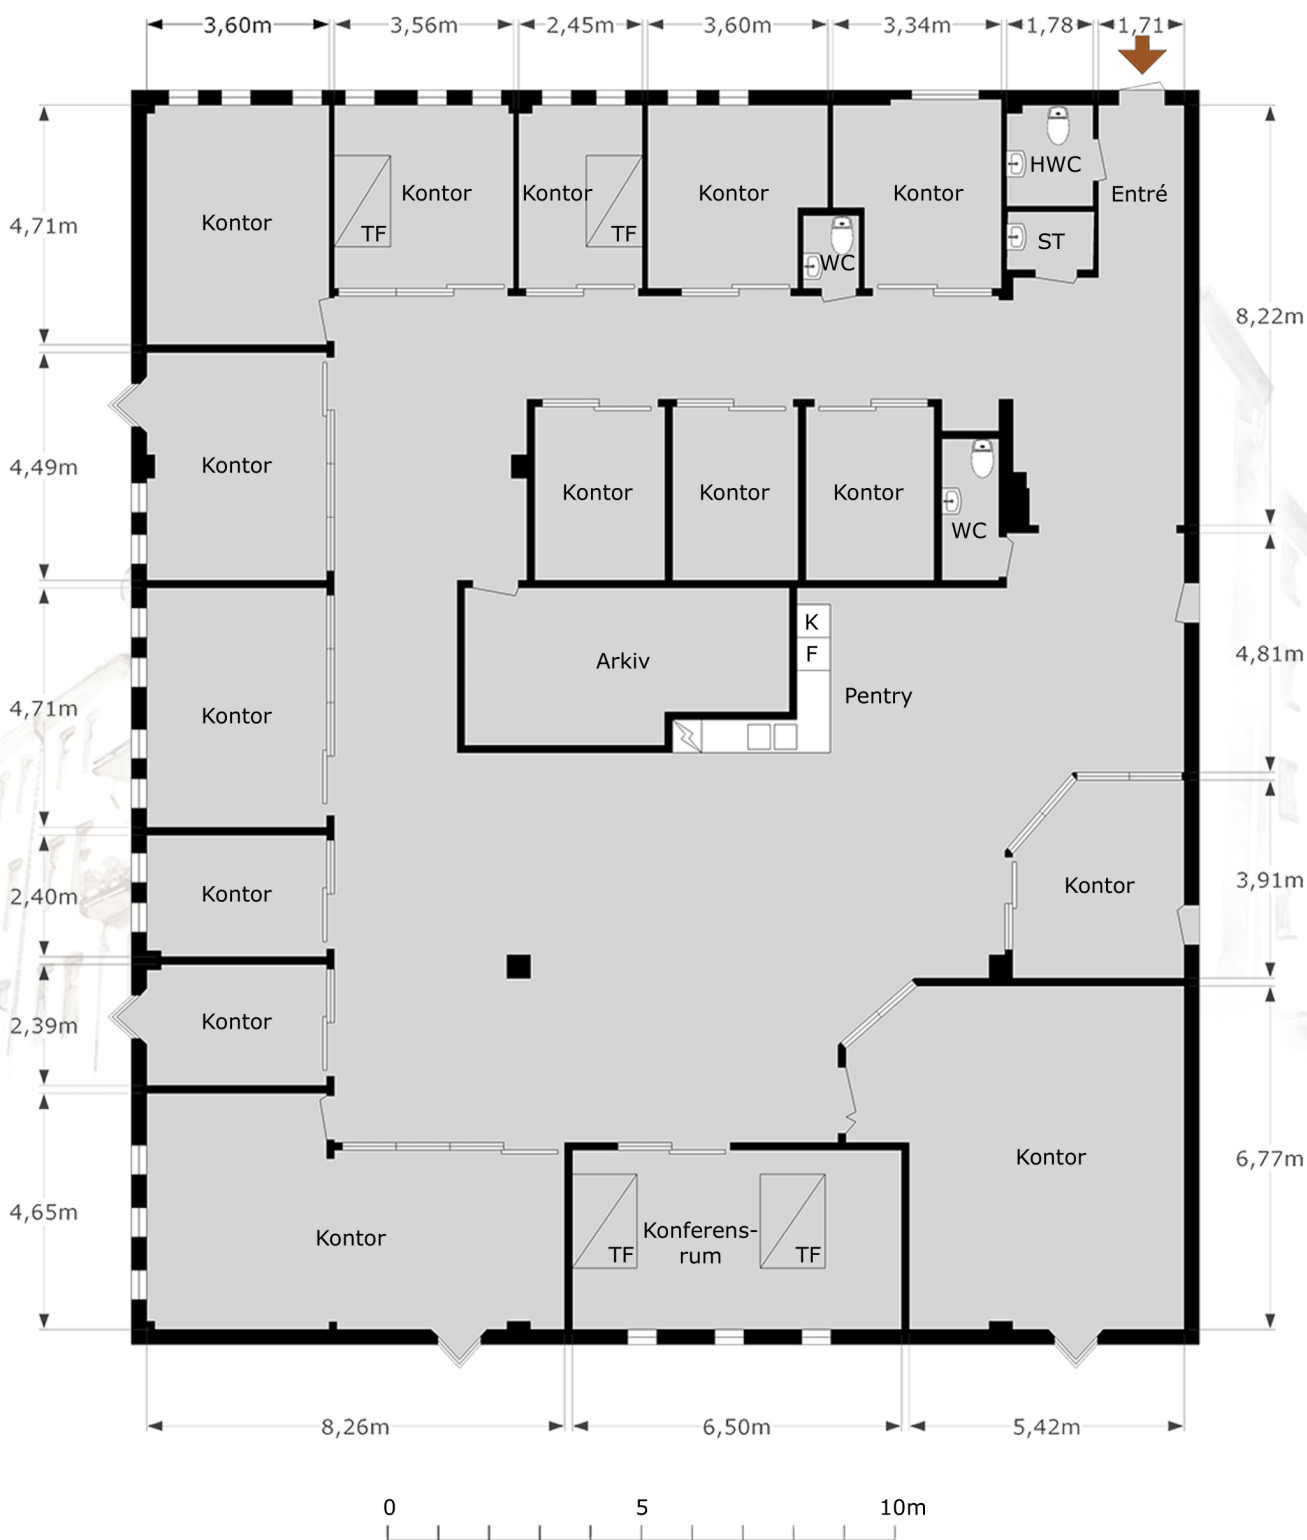 3,60m 3,56m 2,45m 3,60m 3,34m 1,78 1,71
HWC
Kontor Kontor Kontor Kontor Entré
4,71m Kontor
TF TF ST
WC
8,22m
4,49m Kontor
Kontor Kontor Kontor
WC
K
F
Arkiv 4,81m
Pentry
4,71m Kontor
Kontor 3,91m
2,40m Kontor
2,39m Kontor
Kontor 6,77m
4,65m
Kontor Konferens-
rum
TF TF
8,26m 6,50m 5,42m
0 5 10m